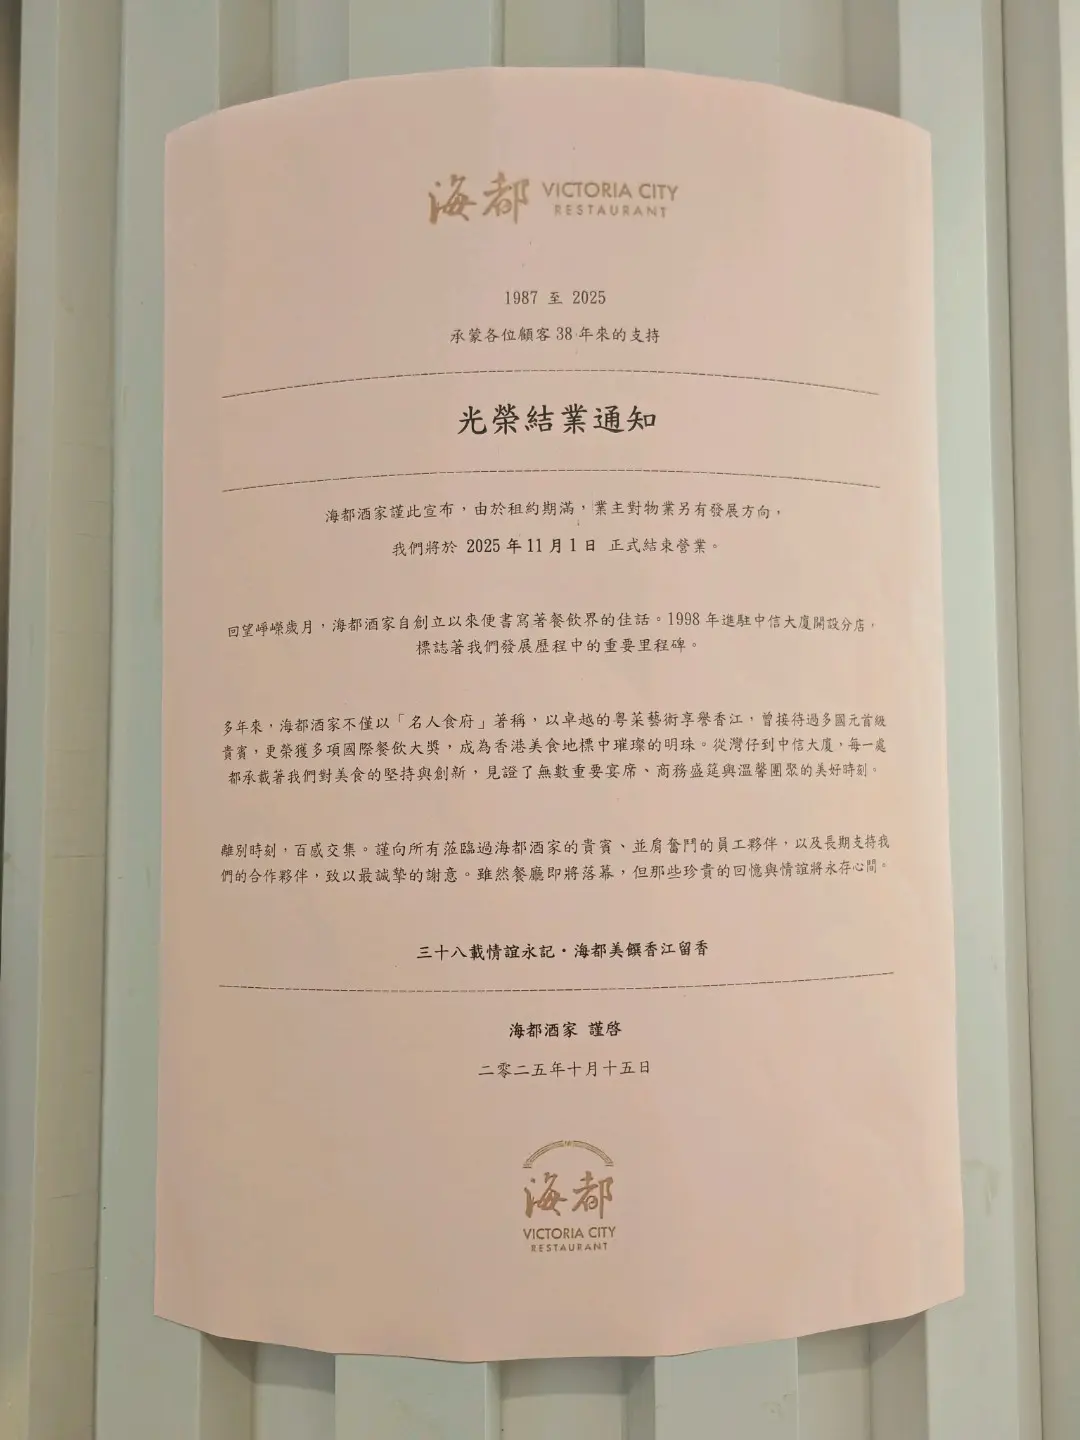 海都 VICTORIA CITY
RESTAURANT
1987 至 2025
承蒙各位顧客 38 年來的支持
光榮結業通知
海都酒家謹此宣布，由於租約期滿，業主對物業另有發展方向，
我們將於 2025 年 11 月 1 日 正式結束營業。
回望崢嶸歲月，海都酒家自創立以來便書寫著餐飲界的佳話。1998 年進駐中信大廈開設分店，
標誌著我們發展歷程中的重要里程碑。
多年來，海都酒家不僅以「名人食府」著稱，以卓越的粵菜藝術享譽香江，曾接待過多國元首級
貴賓，更榮獲多項國際餐飲大獎，成為香港美食地標中璀璨的明珠。從灣仔到中信大廈，每一處
都承載著我們對美食的堅持與創新，見證了無數重要宴席、商務盛筵與溫馨團聚的美好時刻。
離別時刻，百感交集。謹向所有蒞臨過海都酒家的貴賓、並肩奮鬥的員工夥伴，以及長期支持我
們的合作夥伴，致以最誠摯的謝意。雖然餐廳即將落幕，但那些珍貴的回憶與情誼將永存心間。
三十八載情誼永記·海都美饌香江留香
海都酒家 謹啓
二零二五年十月十五日
海都
VICTORIA CITY
RESTAURANT